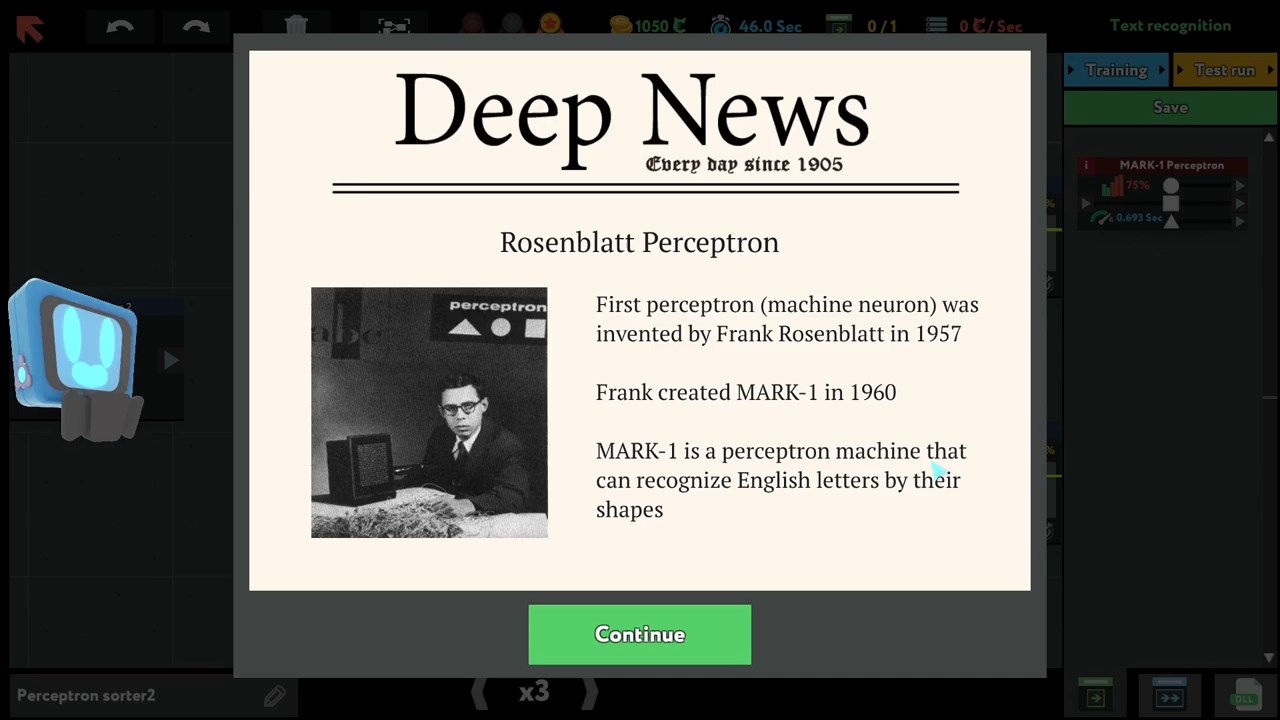 1050
46.0 Sec
0 / 1
0 /Sec
Text recognition
Training
Test run
Save
i MARK-1 Perceptron
75%
0.693 Sec
Deep News
Every day since 1905
Rosenblatt Perceptron
abc
perceptron
First perceptron (machine neuron) was
invented by Frank Rosenblatt in 1957
Frank created MARK-1 in 1960
MARK-1 is a perceptron machine that
can recognize English letters by their
shapes
Continue
Perceptron sorter2
x3
DLL